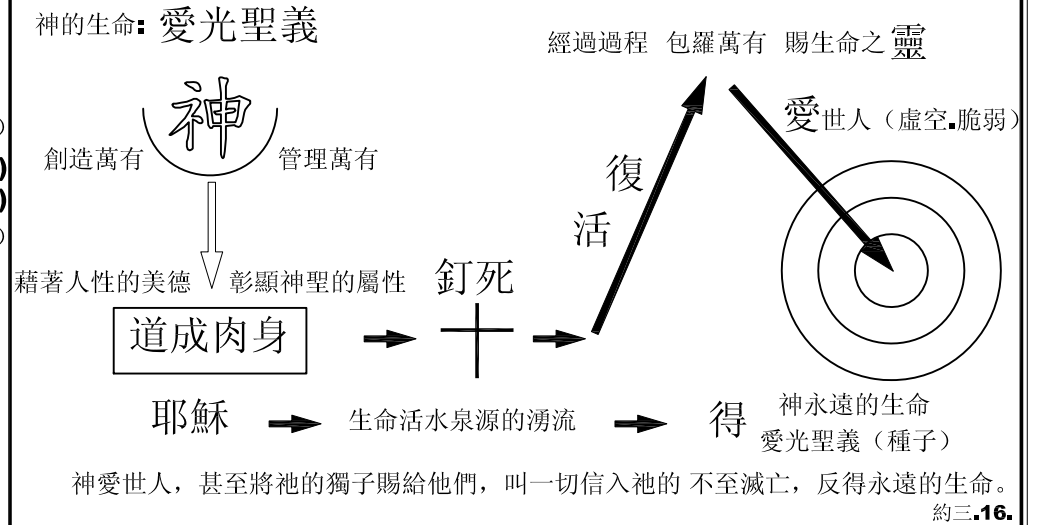 神的生命: 愛光聖義
經過過程 包羅萬有 賜生命之靈
神
愛世人（虛空.脆弱）
創造萬有
管理萬有
復
活
藉著人性的美德
彰顯神聖的屬性
釘死
道成肉身
耶穌
生命活水泉源的湧流
得
神永遠的生命
愛光聖義（種子）
神愛世人，甚至將祂的獨子賜給他們，叫一切信入祂的 不至滅亡，反得永遠的生命。
約三.16.